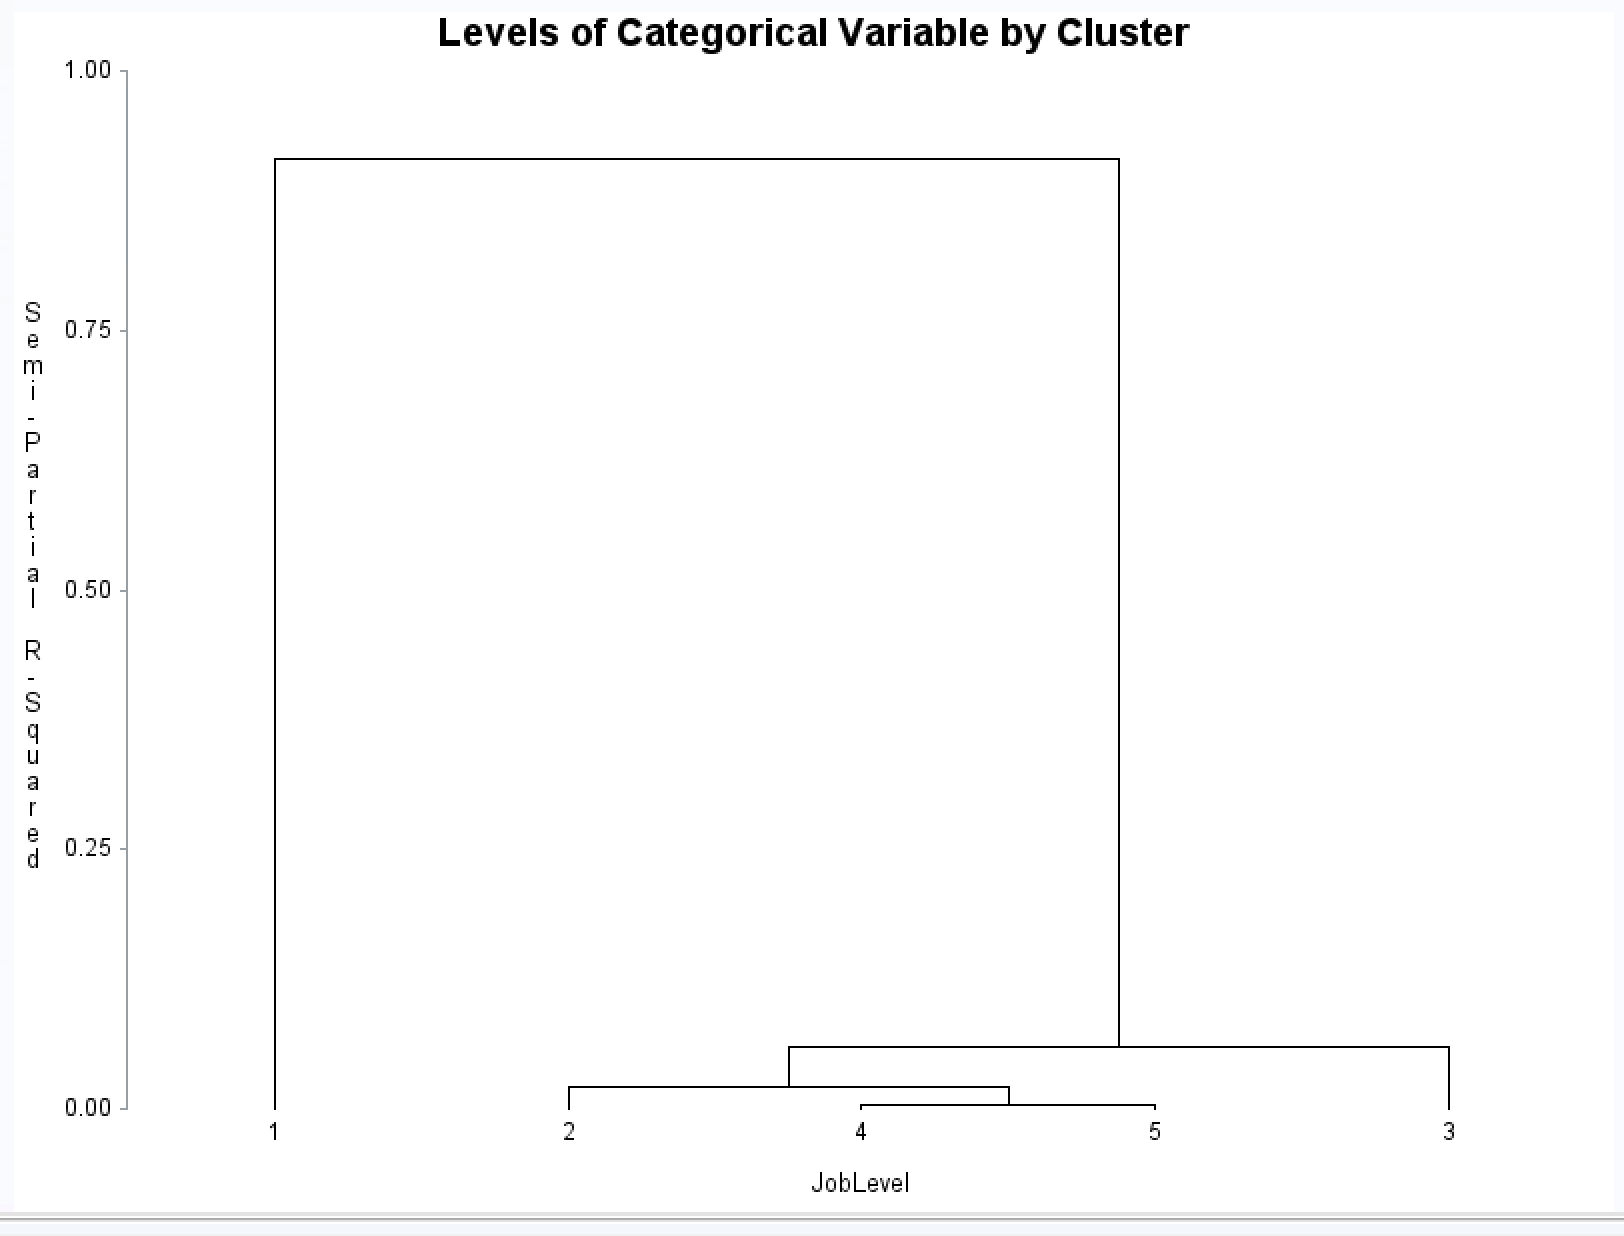 Levels of Categorical Variable by Cluster
1.00
0.75
0.50
0.25
0.00
Semi-Partial R-Squared
1 2 4 5 3
JobLevel